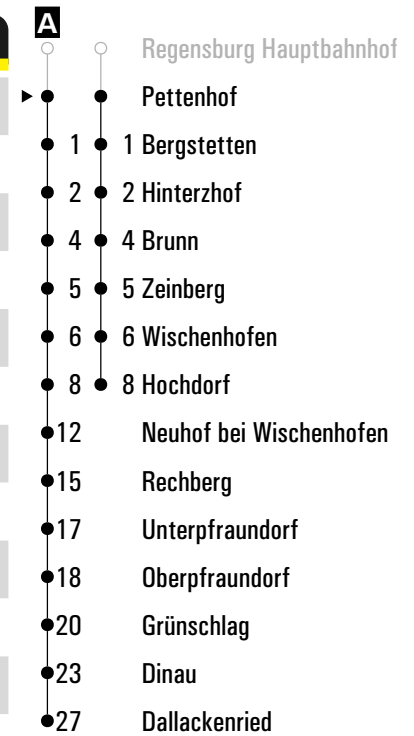 A
Regensburg Hauptbahnhof
Pettenhof
1 1 Bergstetten
2 2 Hinterzhof
4 4 Brunn
5 5 Zeinberg
6 6 Wischenhofen
8 8 Hochdorf
12 Neuhof bei Wischenhofen
15 Rechberg
17 Unterpfraundorf
18 Oberpfraundorf
20 Grünschlag
23 Dinau
27 Dallackenried